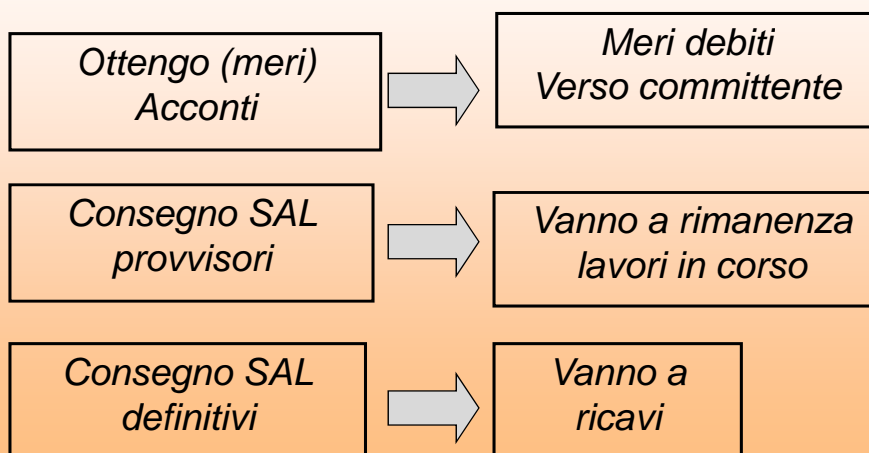 Ottengo (meri)
Acconti
Meri debiti
Verso committente
Consegno SAL
provvisori
Vanno a rimanenza
lavori in corso
Consegno SAL
definitivi
Vanno a
ricavi